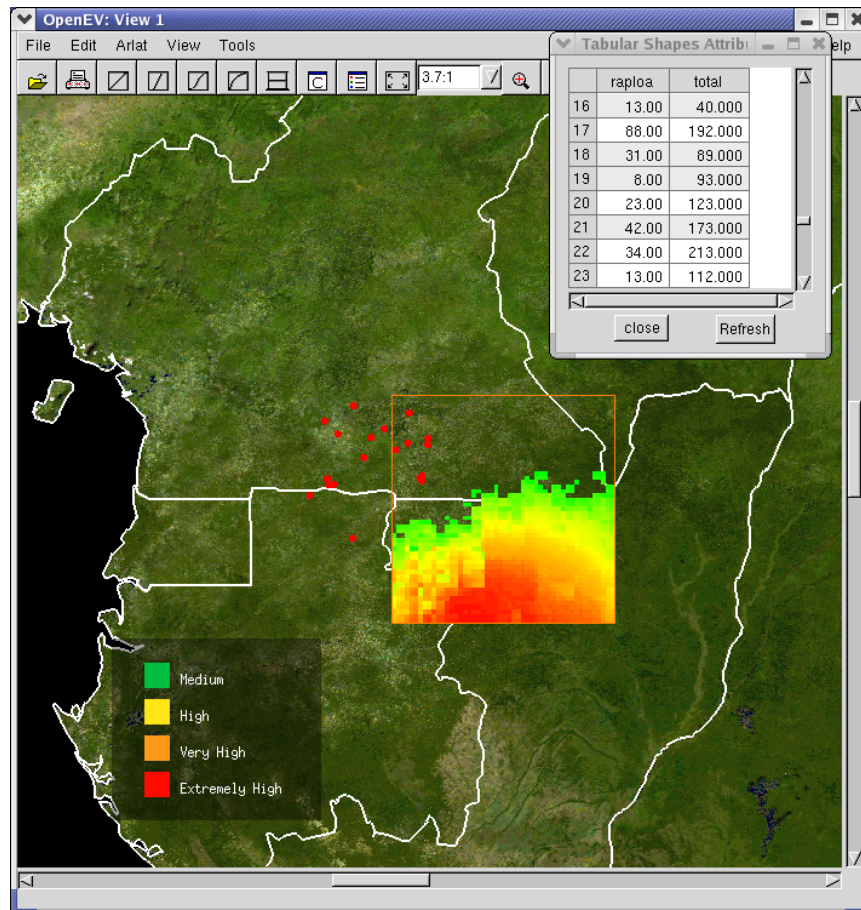 OpenEV: View 1
File Edit Arlat View Tools
3.7:1
Tabular Shapes
raploa total
16 13.00 40.000
17 88.00 192.000
18 31.00 89.000
19 8.00 93.000
20 23.00 123.000
21 42.00 173.000
22 34.00 213.000
23 13.00 112.000
close Refresh
Medium
High
Very High
Extremely High